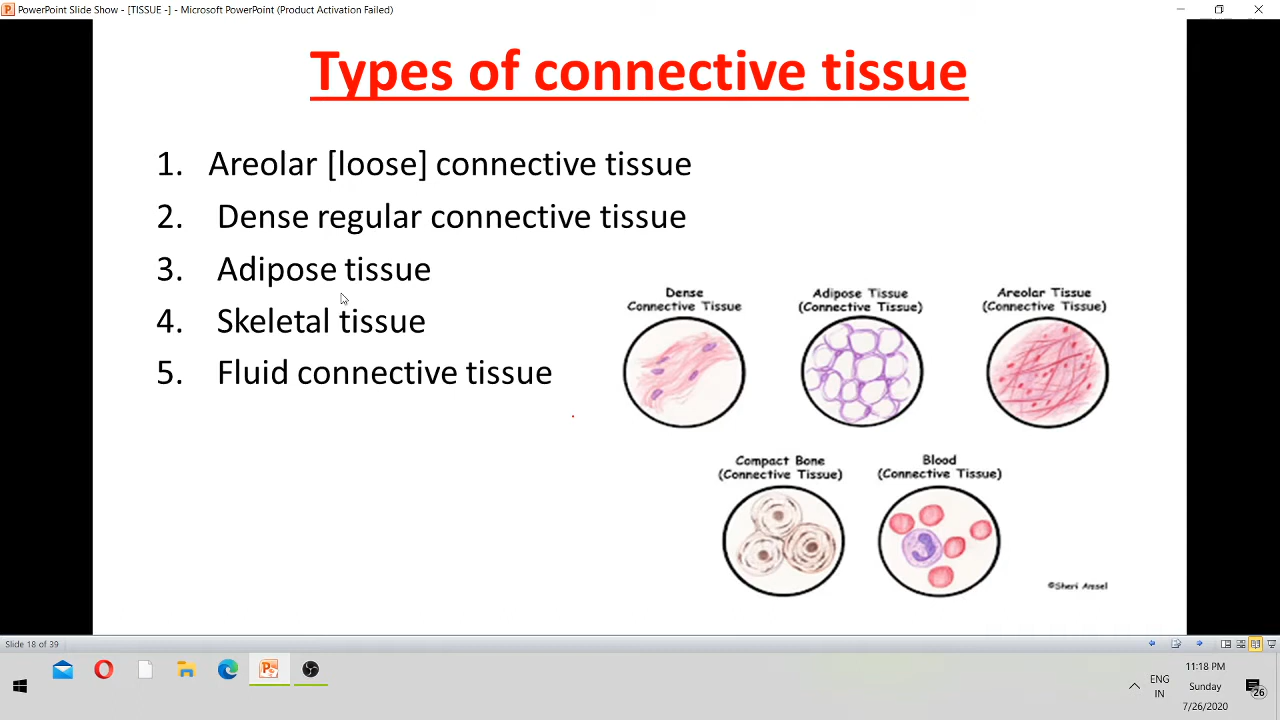 PowerPoint Slide Show - [TISSUE -] - Microsoft PowerPoint (Product Activation Failed)
Types of connective tissue
1. Areolar [loose] connective tissue
2. Dense regular connective tissue
3. Adipose tissue
4. Skeletal tissue
5. Fluid connective tissue
Dense
Connective Tissue
Adipose Tissue
(Connective Tissue)
Areolar Tissue
(Connective Tissue)
Compact Bone
(Connective Tissue)
Blood
(Connective Tissue)
©Sheri Amsel
Slide 18 of 39
ENG
IN
11:18 PM
Sunday
7/26/2020
26